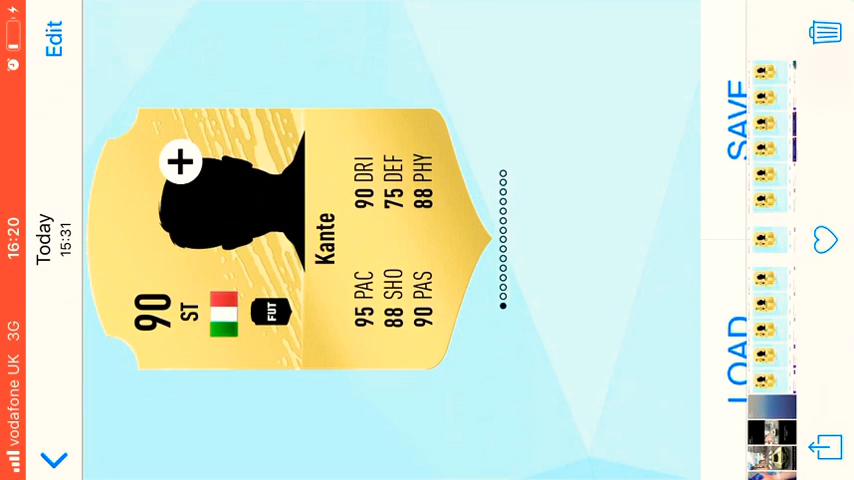 vodafone UK 3G 16:20
Today
15:31
Edit
90
ST
FUT
Kante
95 PAC
88 SHO
90 PAS
90 DRI
75 DEF
88 PHY
LOAD
SAVE